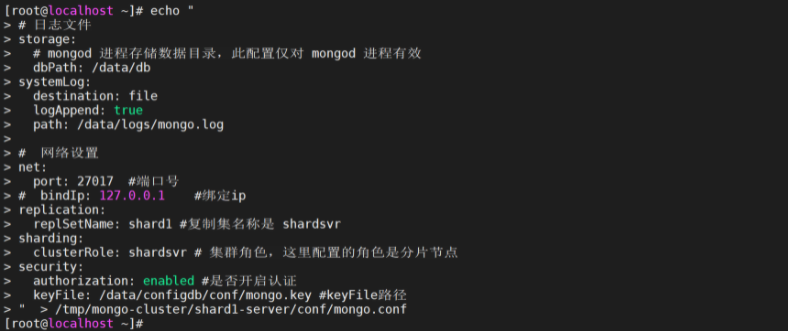 [root@localhost ~]# echo "
> # 日志文件
> storage:
>   # mongod 进程存储数据目录，此配置仅对 mongod 进程有效
>   dbPath: /data/db
> systemLog:
>   destination: file
>   logAppend: true
>   path: /data/logs/mongo.log
>
> #  网络设置
> net:
>   port: 27017  #端口号
> #  bindIp: 127.0.0.1    #绑定ip
> replication:
>   replSetName: shard1 #复制集名称是 shardsvr
> sharding:
>   clusterRole: shardsvr # 集群角色，这里配置的角色是分片节点
> security:
>   authorization: enabled #是否开启认证
>   keyFile: /data/configdb/conf/mongo.key #keyFile路径
> "  > /tmp/mongo-cluster/shard1-server/conf/mongo.conf
[root@localhost ~]#